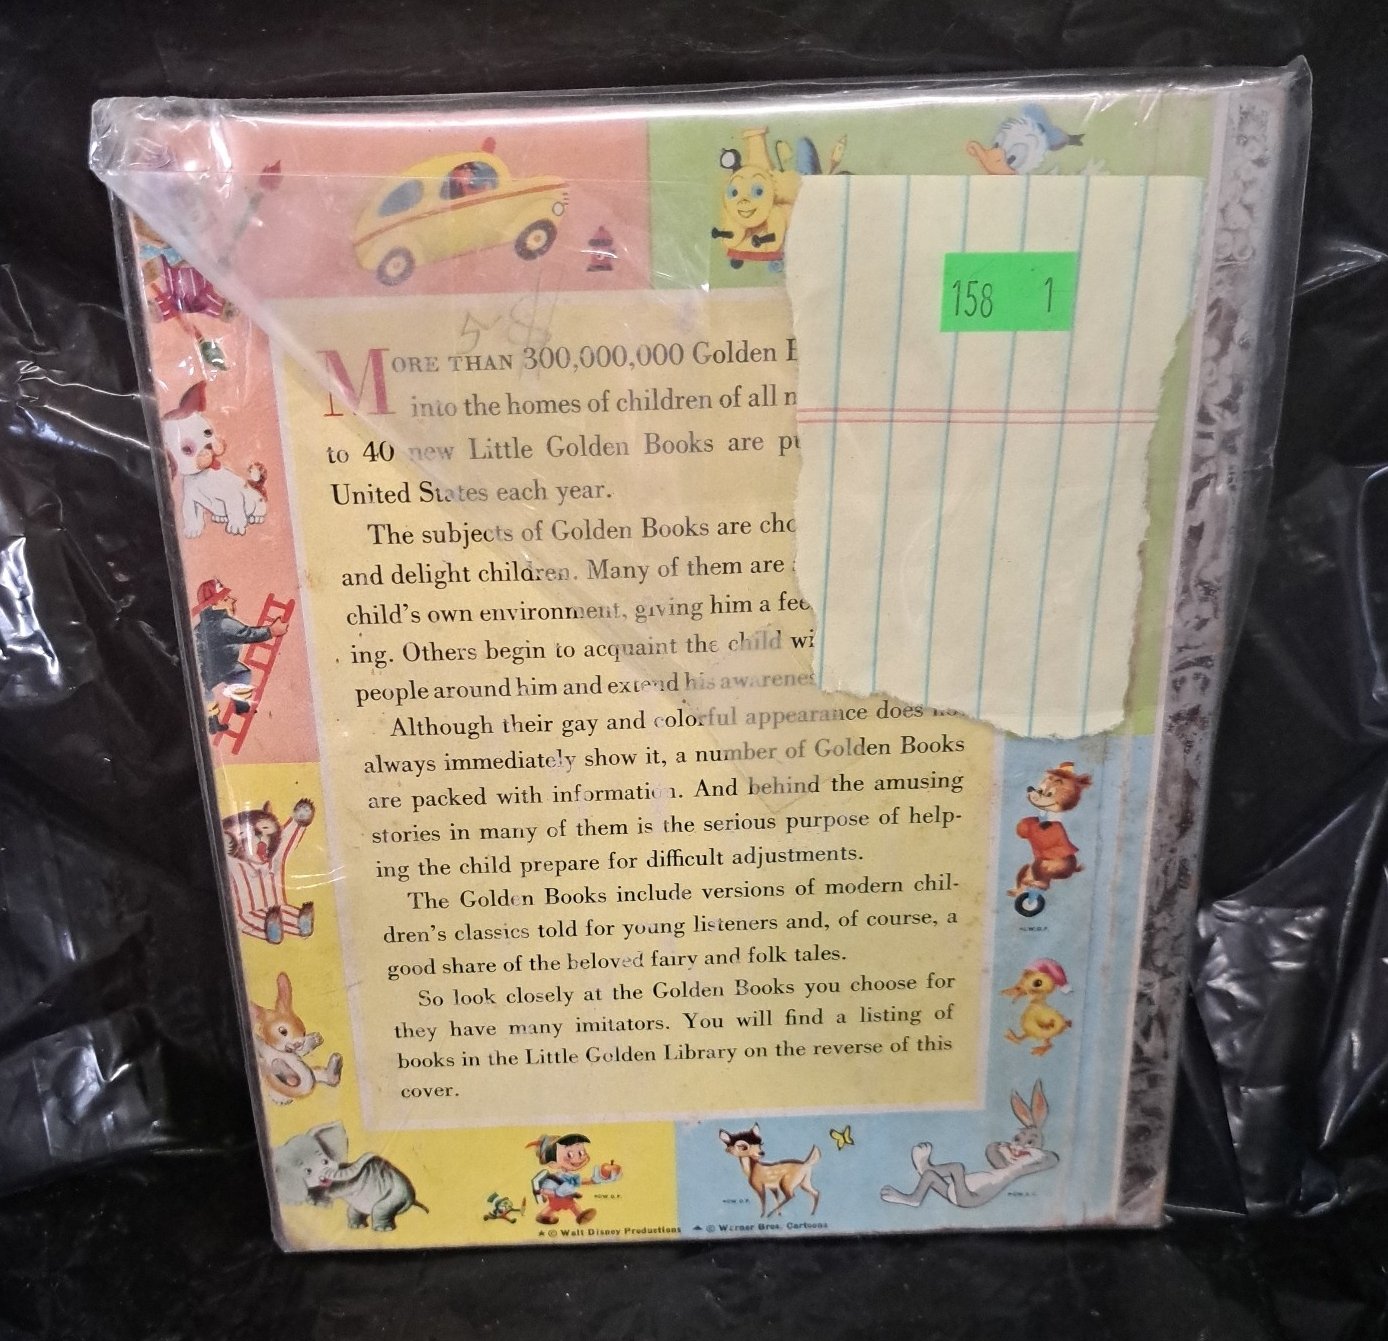 158 1
5-8
MORE THAN 300,000,000 Golden
into the homes of children of all
to 40 new Little Golden Books are
United States each year.
The subjects of Golden Books are
and delight children. Many of them are
child's own environment, giving him a
ing. Others begin to acquaint the child
people around him and extend his
Although their gay and colorful appearance does
always immediately show it, a number of Golden Books
are packed with information. And behind the amusing
stories in many of them is the serious purpose of help-
ing the child prepare for difficult adjustments.
The Golden Books include versions of modern chil-
dren's classics told for young listeners and, of course, a
good share of the beloved fairy and folk tales.
So look closely at the Golden Books you choose for
they have many imitators. You will find a listing of
books in the Little Golden Library on the reverse of this
cover.
©W.D.P.
©W.D.P. ©W.D.P.
© Walt Disney Productions © Warner Bros. Cartoons